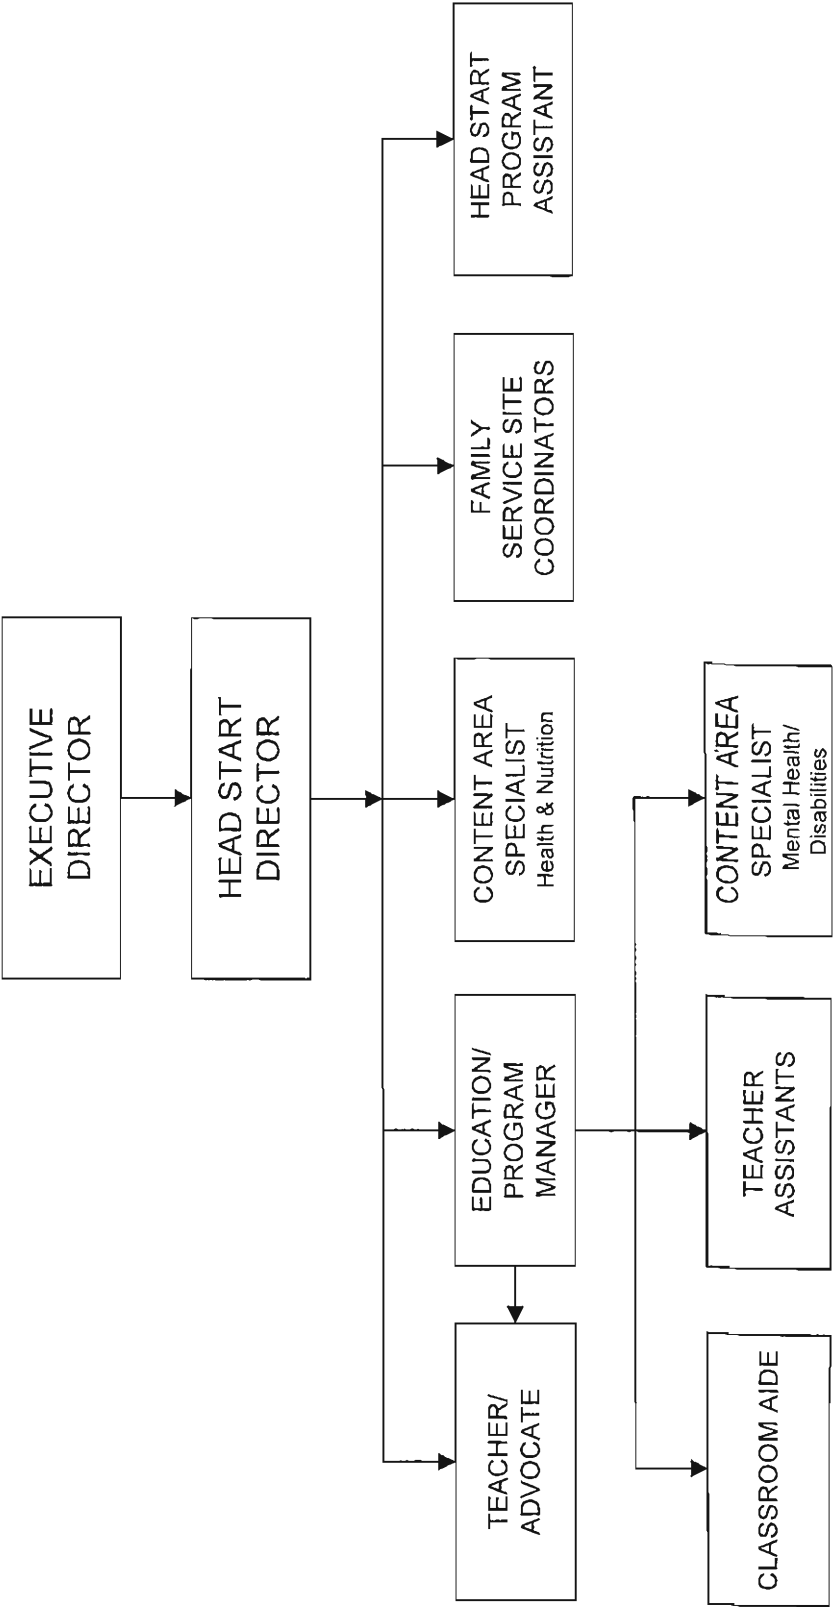 EXECUTIVE
DIRECTOR
HEAD START
DIRECTOR
TEACHER/
ADVOCATE
EDUCATION/
PROGRAM
MANAGER
CONTENT AREA
SPECIALIST
Health & Nutrition
FAMILY
SERVICE SITE
COORDINATORS
HEAD START
PROGRAM
ASSISTANT
CLASSROOM AIDE
TEACHER
ASSISTANTS
CONTENT AREA
SPECIALIST
Mental Health/
Disabilities